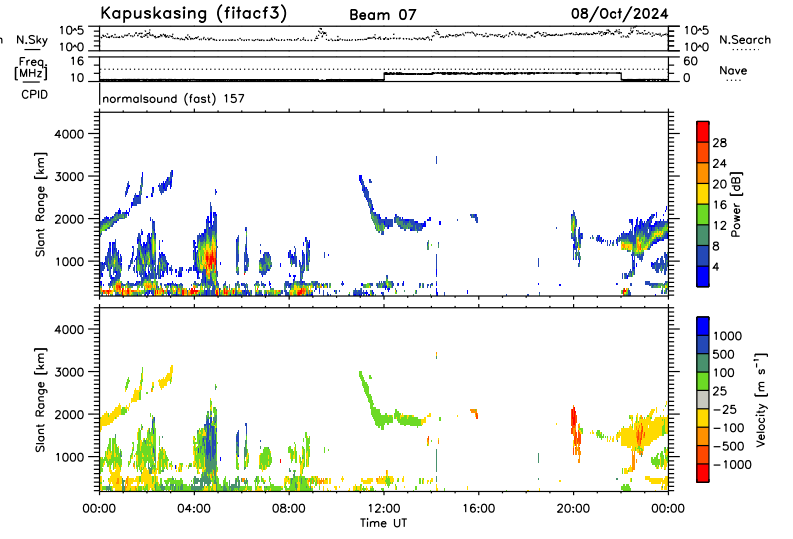 Kapuskasing (fitacf3) Beam 07 08/Oct/2024
N.Sky 10^5 10^0 10^5 10^0 N.Search
Freq. [MHz] 16 10 60 0 Nave
CPID normalsound (fast) 157
Slant Range [km] 4000 3000 2000 1000
28 24 20 16 12 8 4 Power [dB]
Slant Range [km] 4000 3000 2000 1000
1000 500 100 25 -25 -100 -500 -1000 Velocity [m s⁻¹]
00:00 04:00 08:00 12:00 16:00 20:00 00:00
Time UT